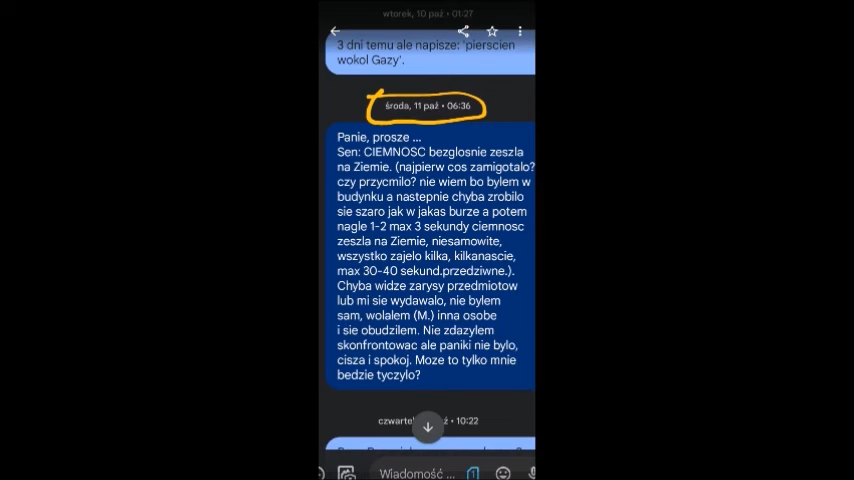 wtorek, 10 paź • 01:27
3 dni temu ale napisze: 'pierscien
wokol Gazy'.
środa, 11 paź • 06:36
Panie, prosze ...
Sen: CIEMNOSC bezglosnie zeszla
na Ziemie. (najpierw cos zamigotalo?
czy przycmilo? nie wiem bo bylem w
budynku a nastepnie chyba zrobilo
sie szaro jak w jakas burze a potem
nagle 1-2 max 3 sekundy ciemnosc
zeszla na Ziemie, niesamowite,
wszystko zajelo kilka, kilkanascie,
max 30-40 sekund.przedziwne.).
Chyba widze zarysy przedmiotow
lub mi sie wydawalo, nie bylem
sam, wolalem (M.) inna osobe
i sie obudzilem. Nie zdazylem
skonfrontowac ale paniki nie bylo,
cisza i spokoj. Moze to tylko mnie
bedzie tyczylo?
10:22
Wiadomość ...
1